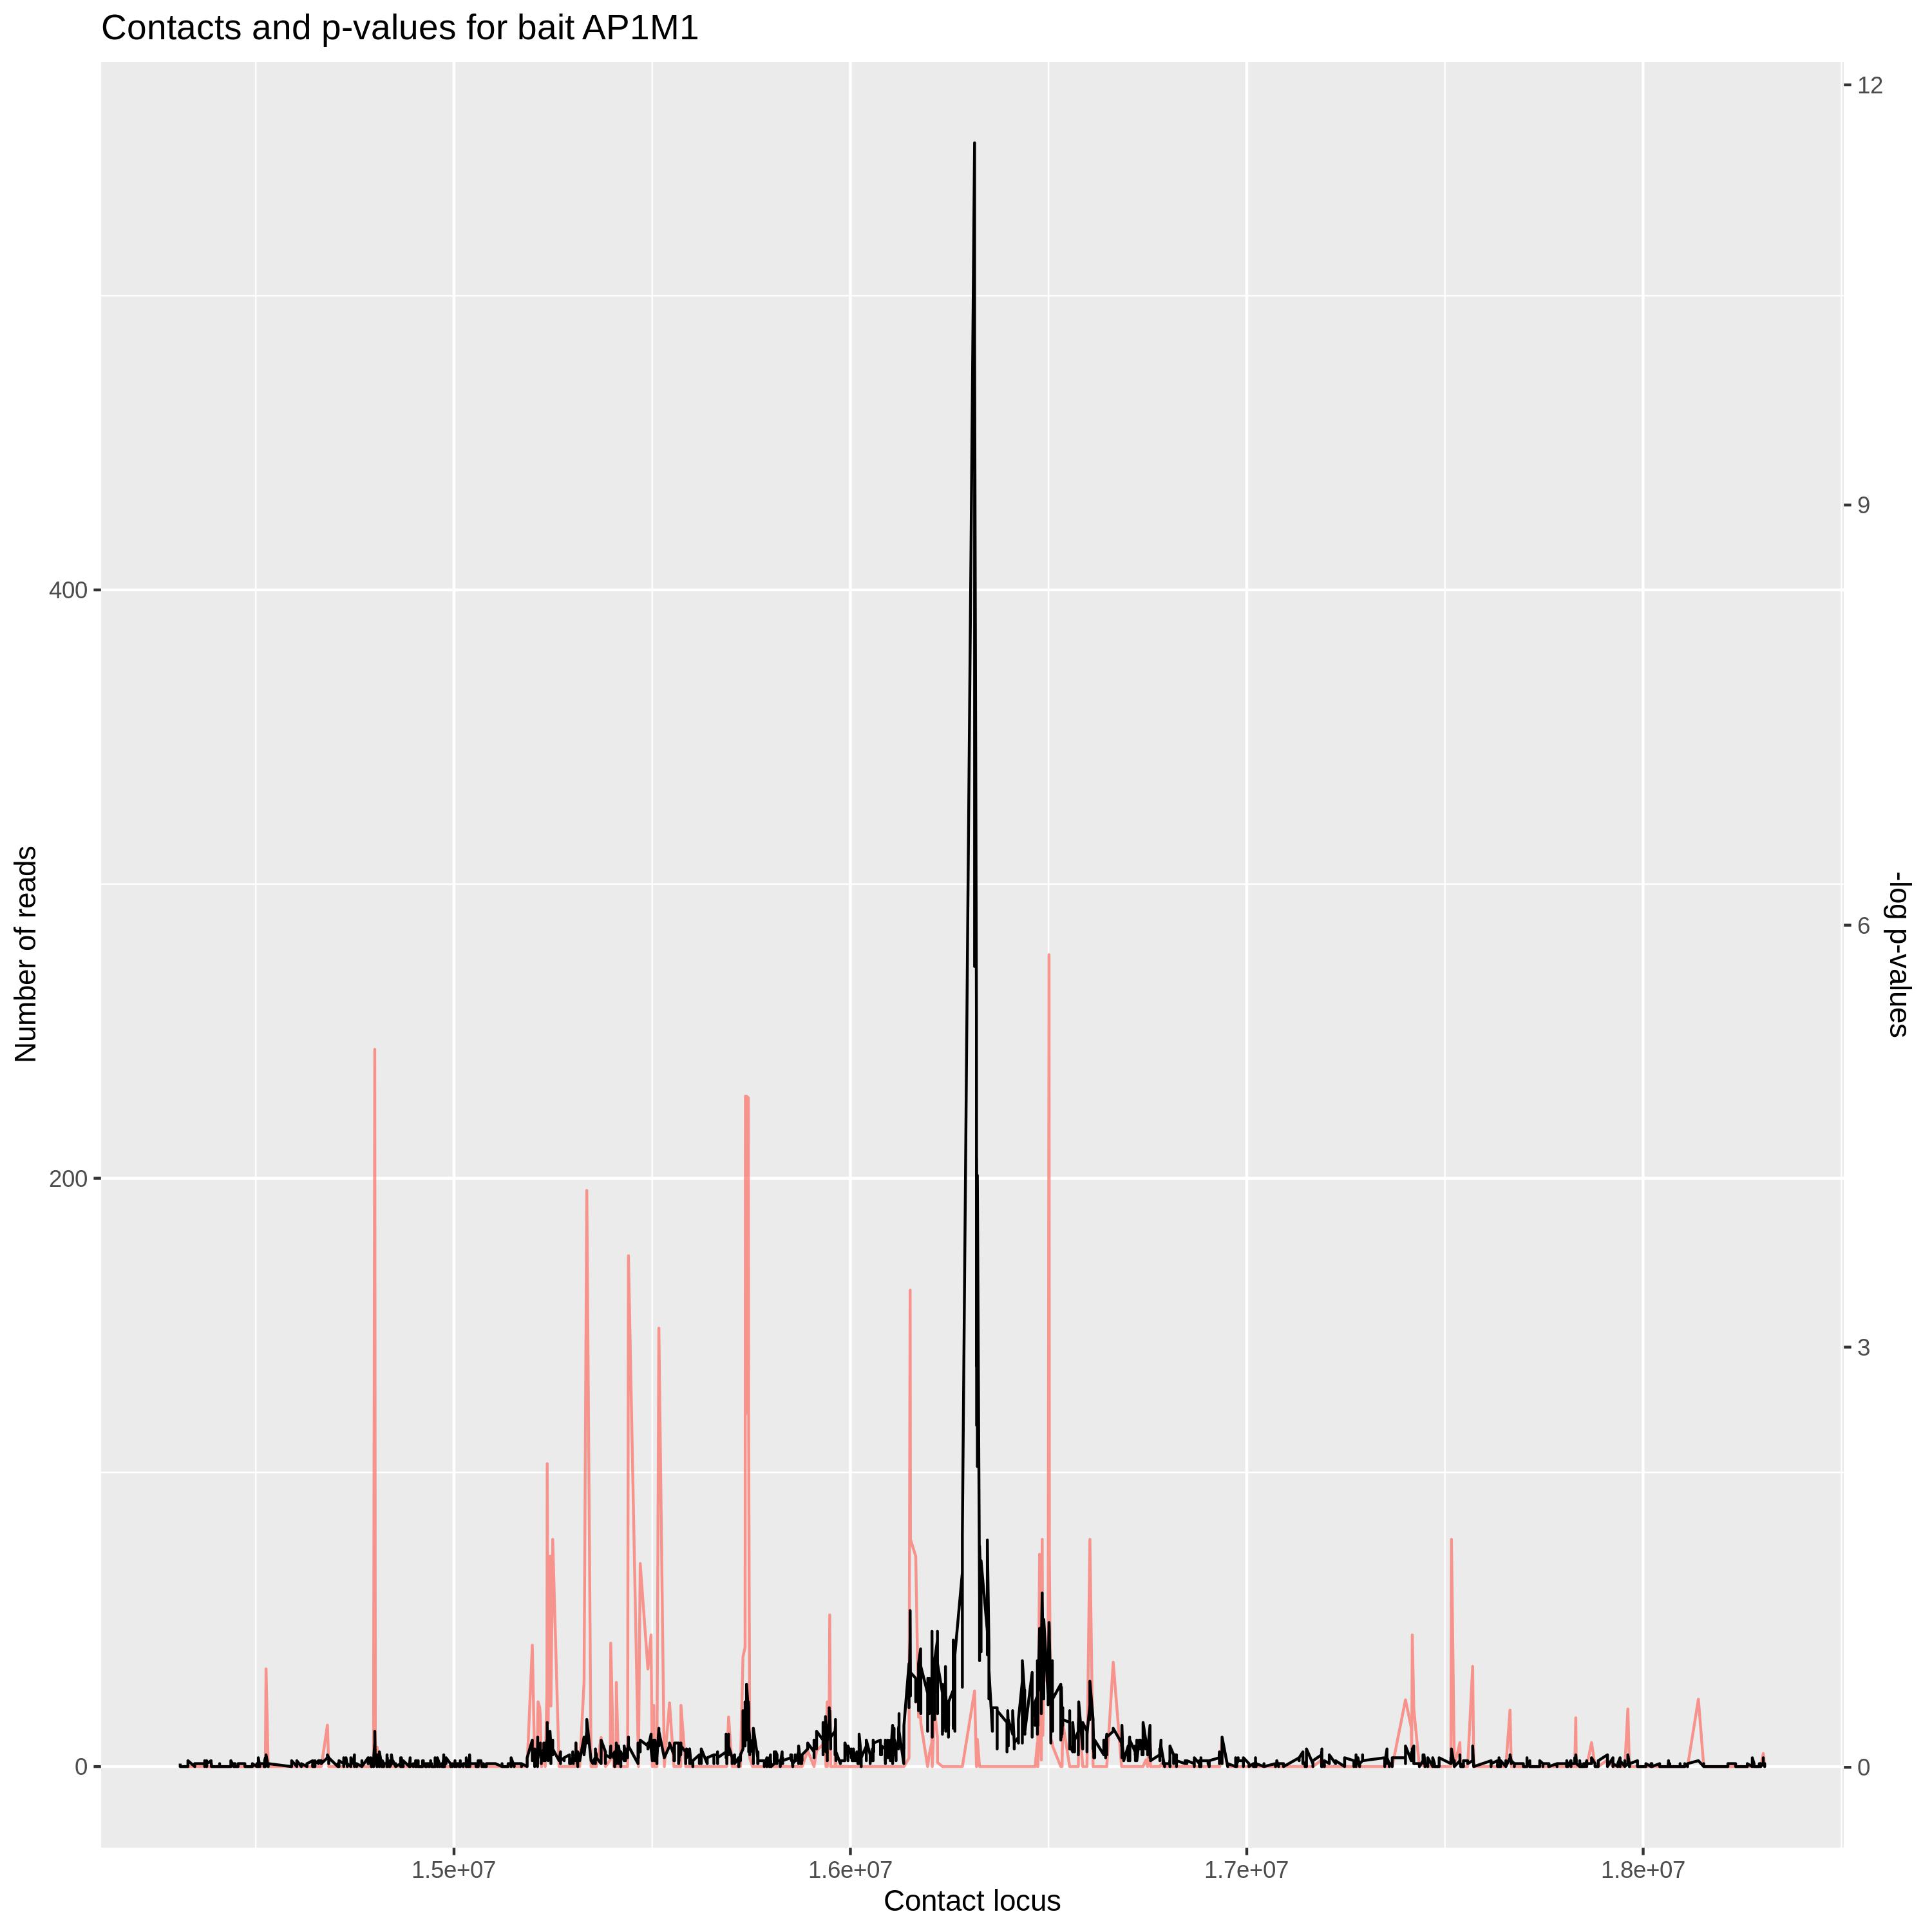 Contacts and p-values for bait AP1M1
12
9
400
6
Number of reads
-log p-values
200
3
0
0
1.5e+07
1.6e+07
1.7e+07
1.8e+07
Contact locus